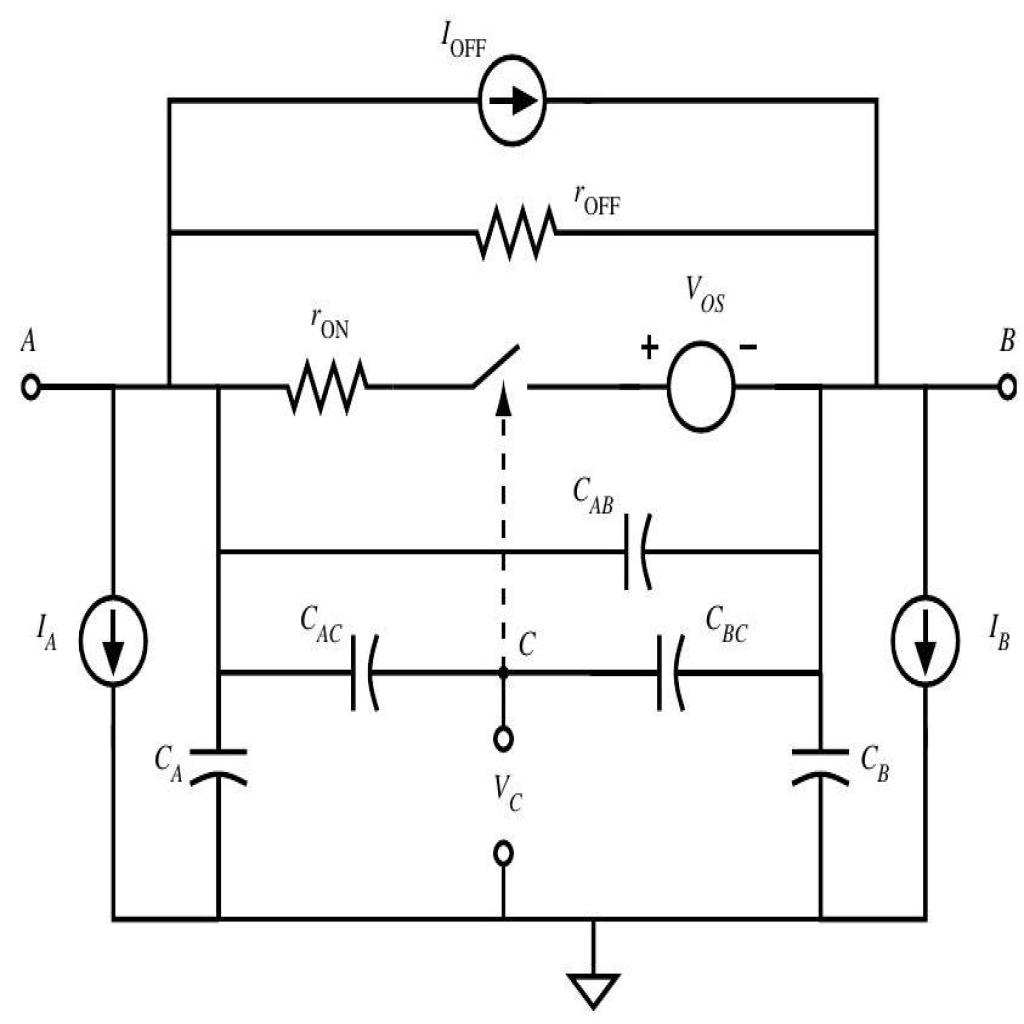 I_OFF
r_OFF
V_OS
r_ON
A
+ −
B
C_AB
C_AC
C_BC
I_A
C
I_B
C_A
V_C
C_B